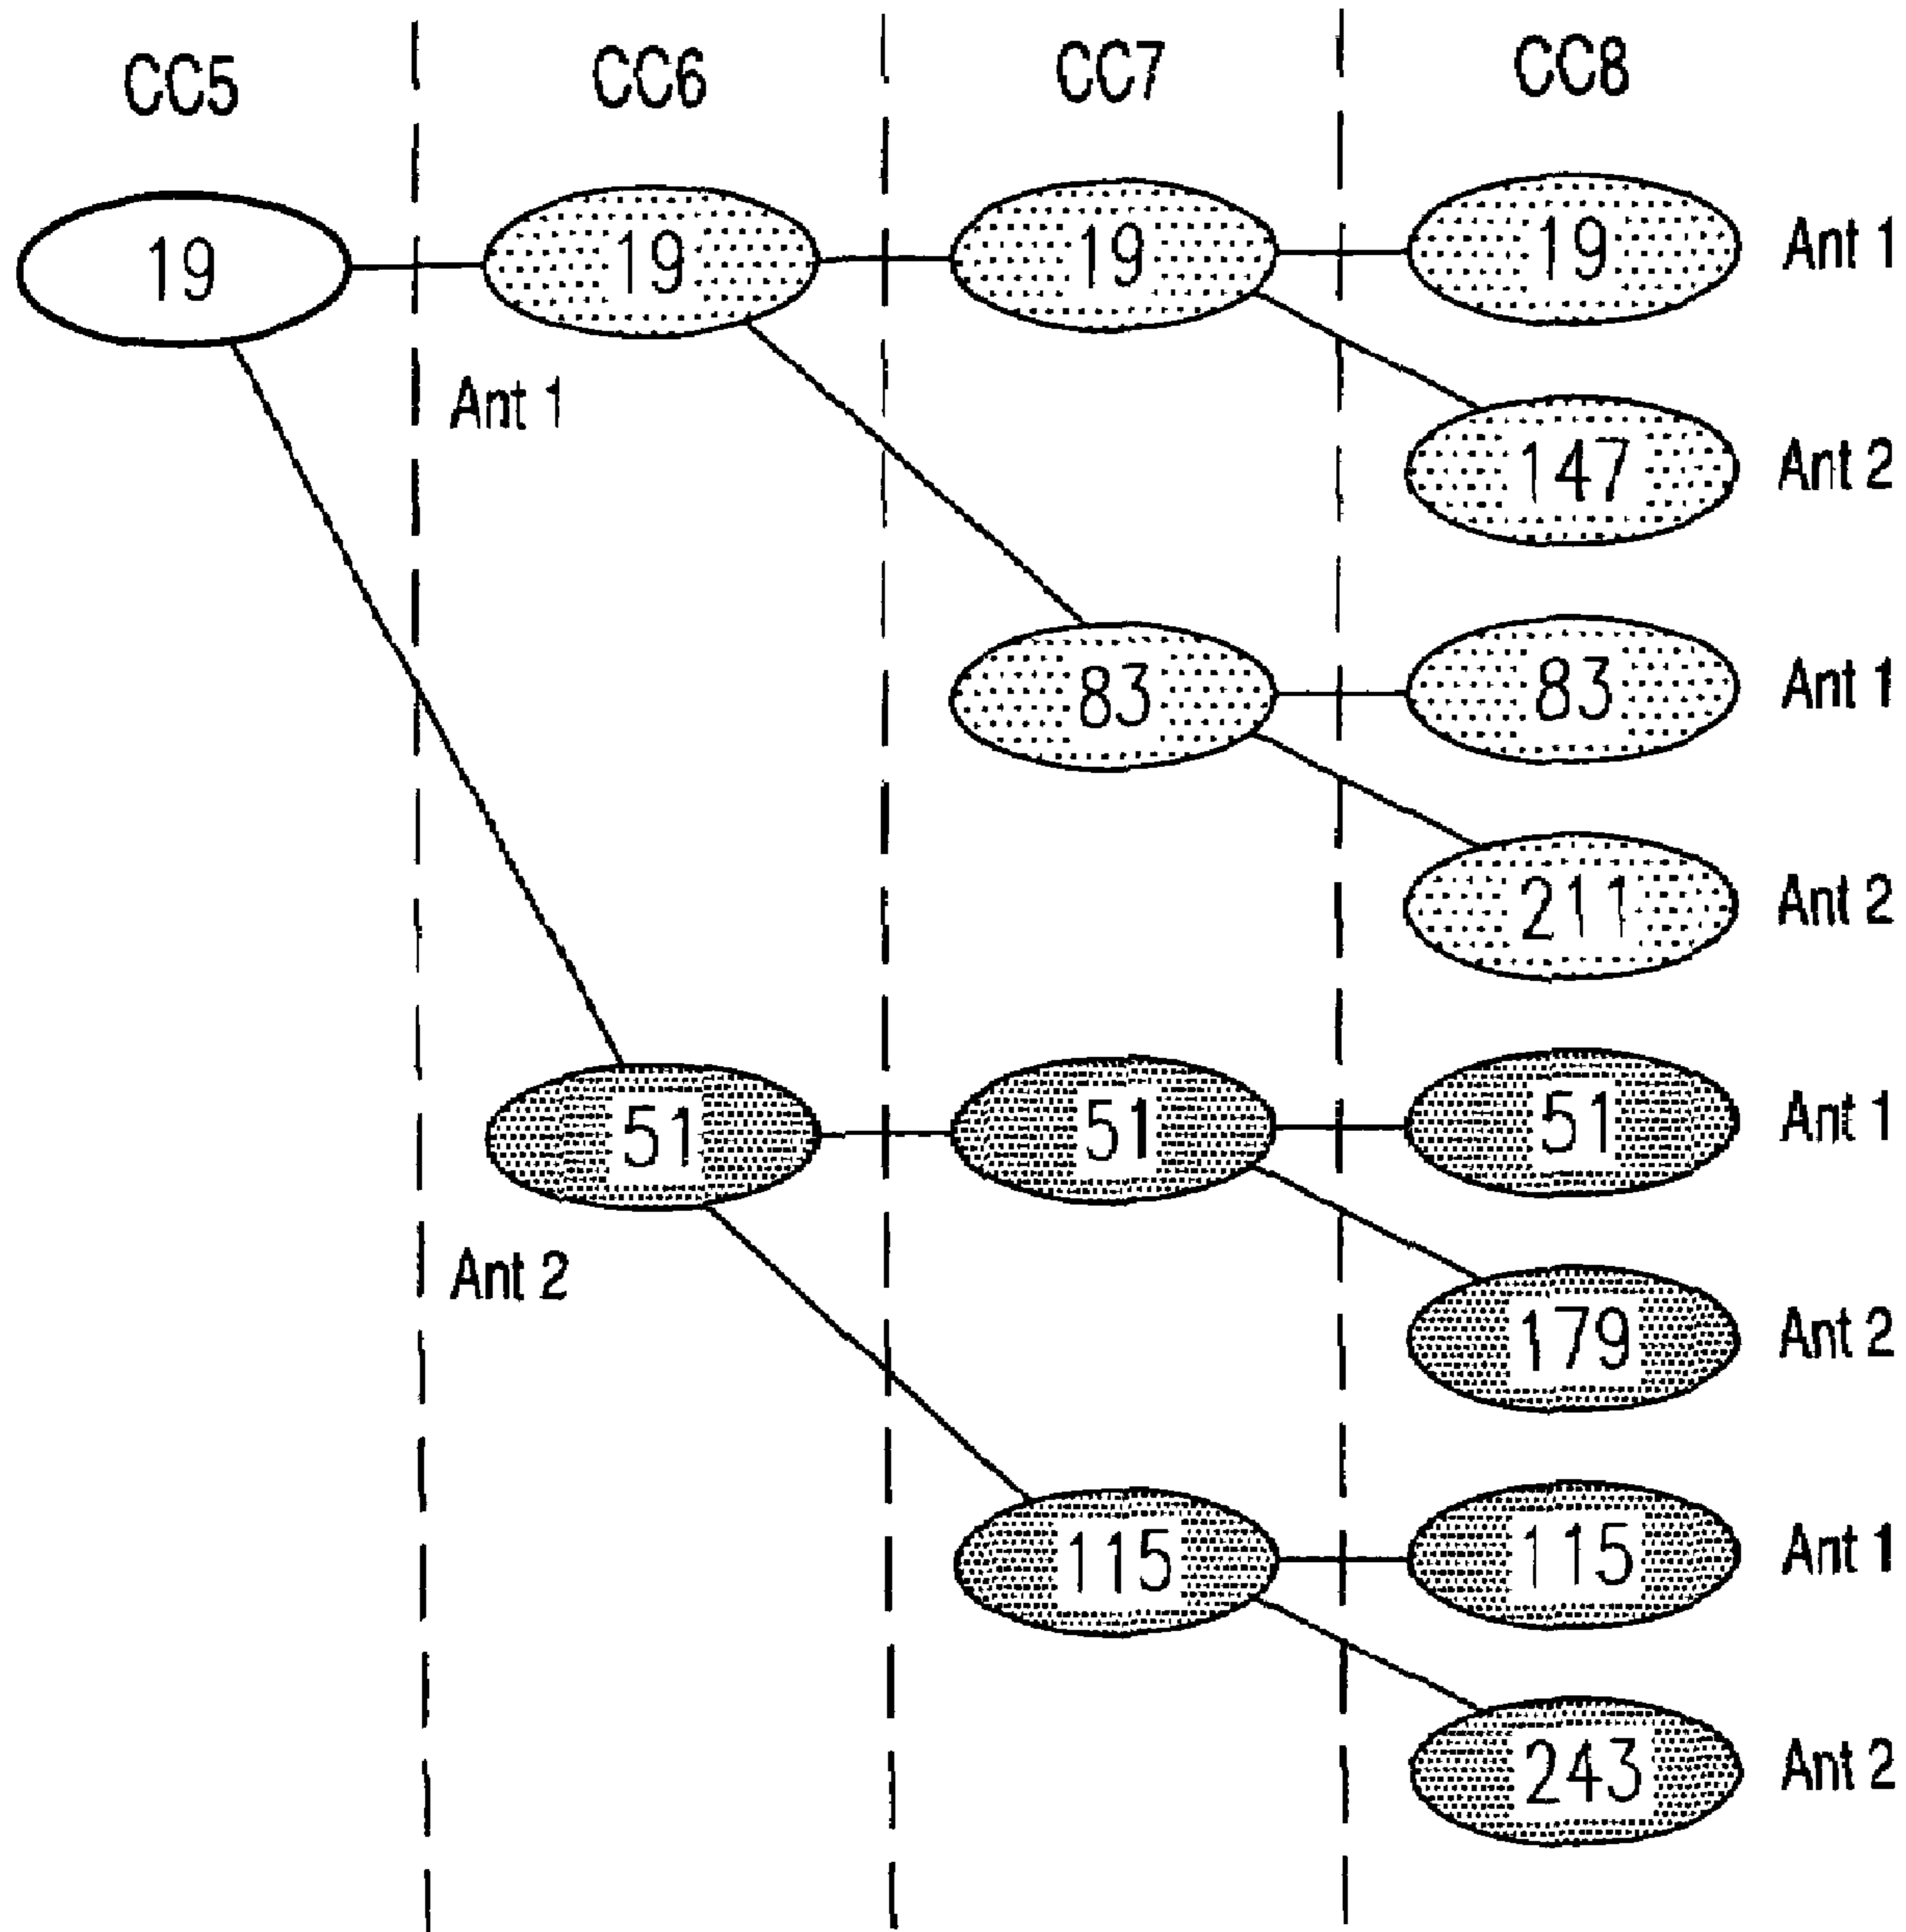 CC5 CC6 CC7 CC8
19 19 19 19 Ant 1
Ant 1
147 Ant 2
83 83 Ant 1
211 Ant 2
51 51 51 Ant 1
Ant 2
179 Ant 2
115 115 Ant 1
243 Ant 2